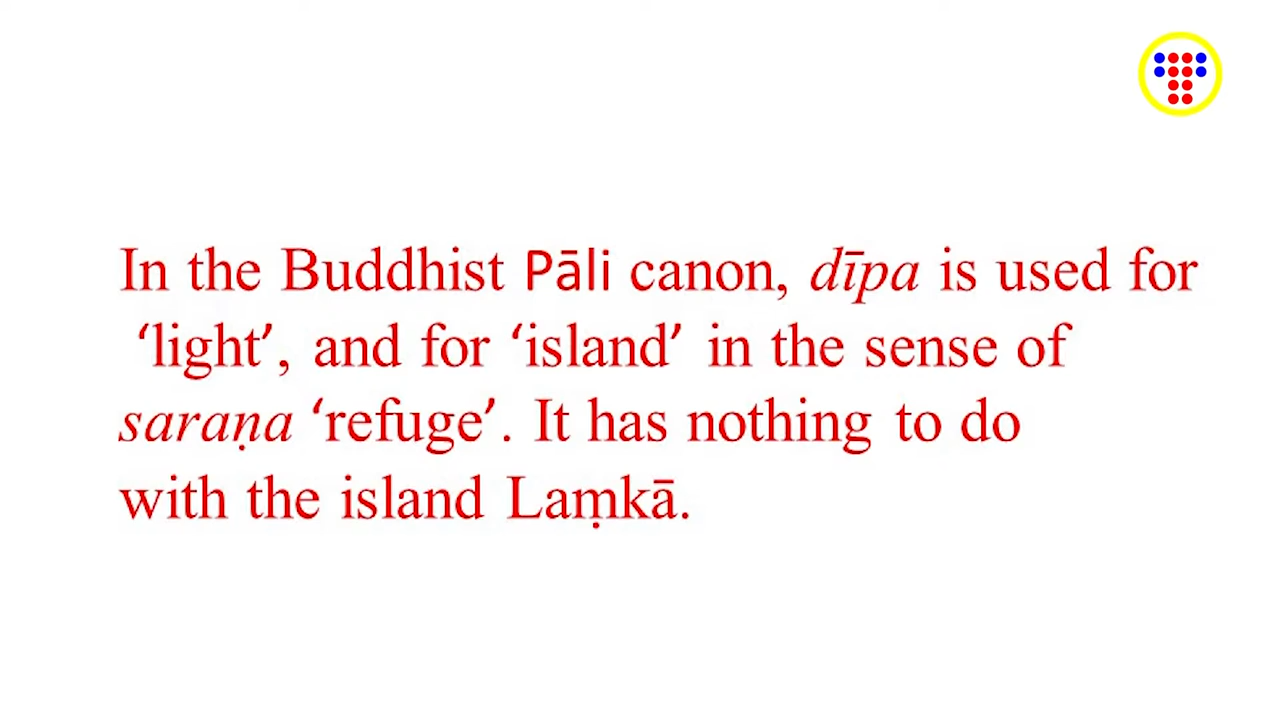 In the Buddhist Pāli canon, dīpa is used for
‘light’, and for ‘island’ in the sense of
saraṇa ‘refuge’. It has nothing to do
with the island Laṃkā.